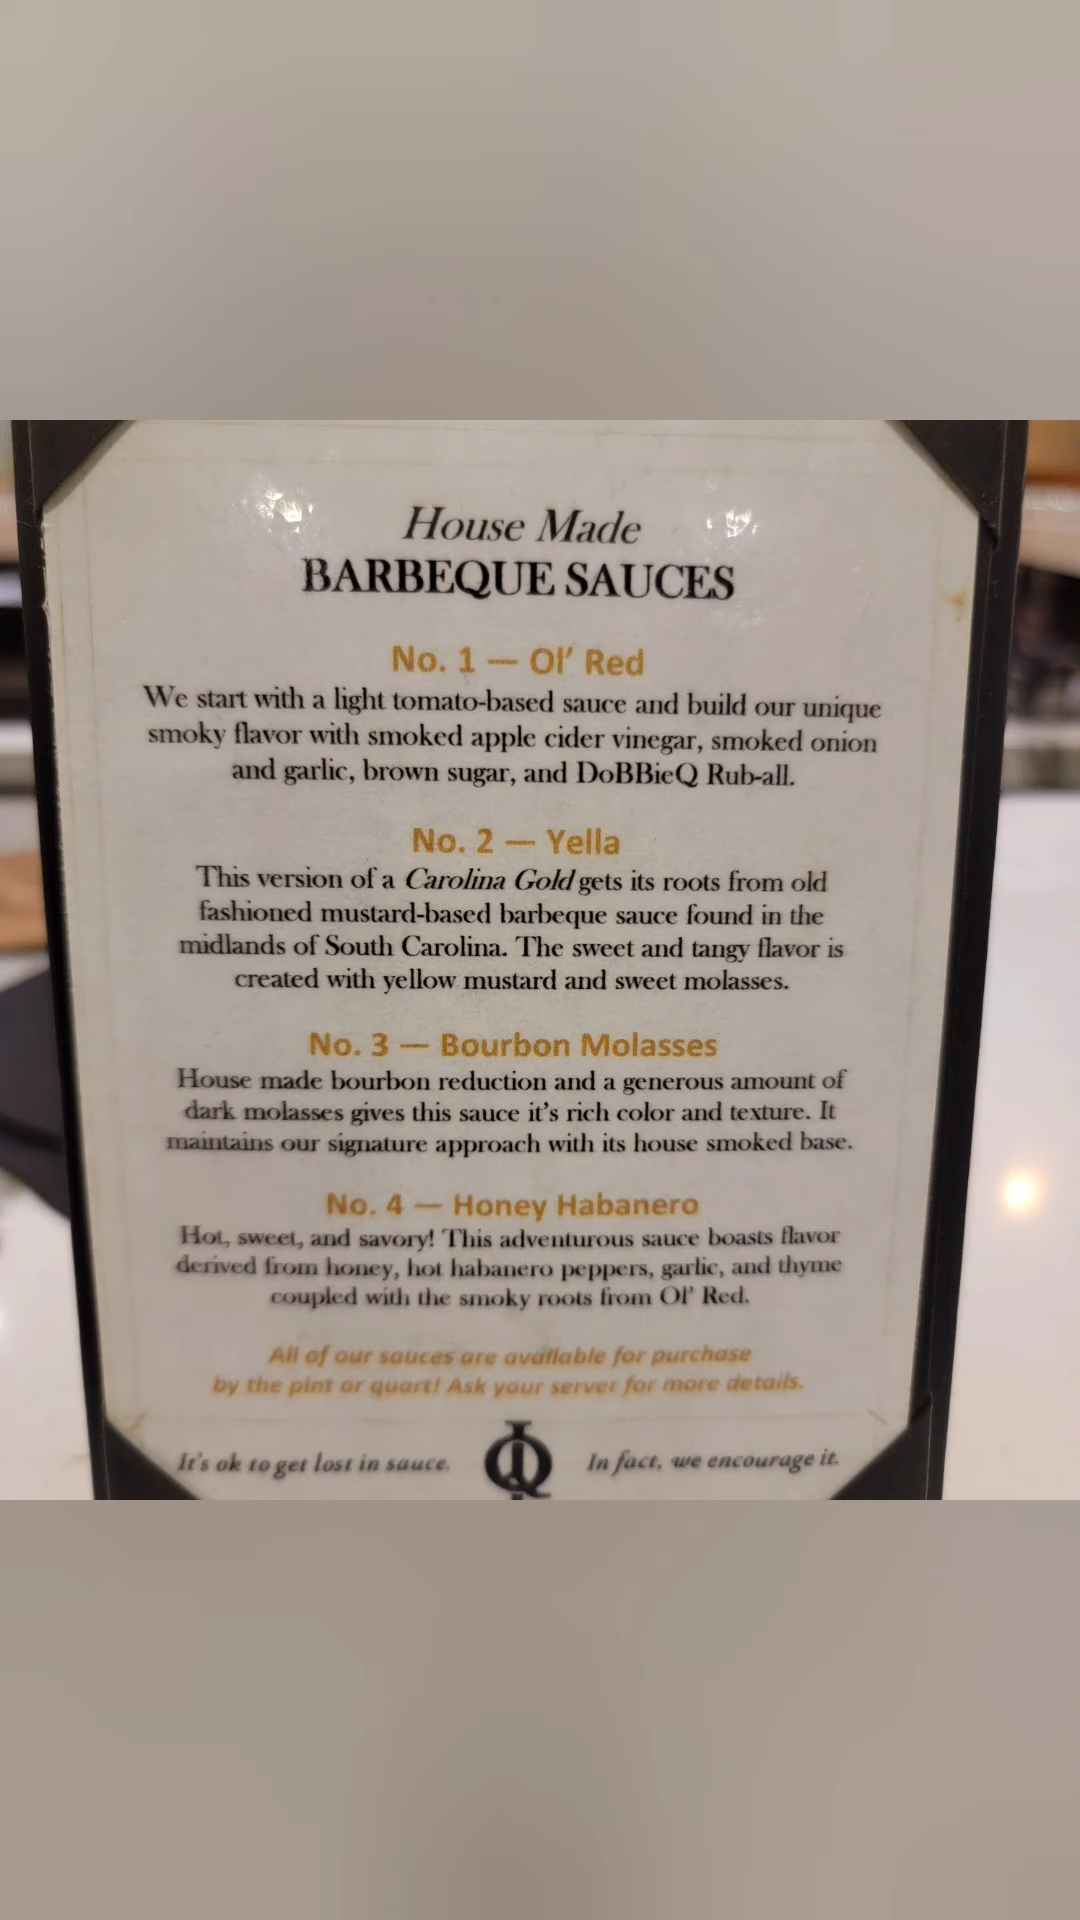 House Made
BARBEQUE SAUCES
No. 1 — Ol’ Red
We start with a light tomato-based sauce and build our unique
smoky flavor with smoked apple cider vinegar, smoked onion
and garlic, brown sugar, and DoBBieQ Rub-all.
No. 2 — Yella
This version of a Carolina Gold gets its roots from old
fashioned mustard-based barbeque sauce found in the
midlands of South Carolina. The sweet and tangy flavor is
created with yellow mustard and sweet molasses.
No. 3 — Bourbon Molasses
House made bourbon reduction and a generous amount of
dark molasses gives this sauce it’s rich color and texture. It
maintains our signature approach with its house smoked base.
No. 4 — Honey Habanero
Hot, sweet, and savory! This adventurous sauce boasts flavor
derived from honey, hot habanero peppers, garlic, and thyme
coupled with the smoky roots from Ol’ Red.
All of our sauces are available for purchase
by the pint or quart! Ask your server for more details.
It’s ok to get lost in sauce. In fact, we encourage it.